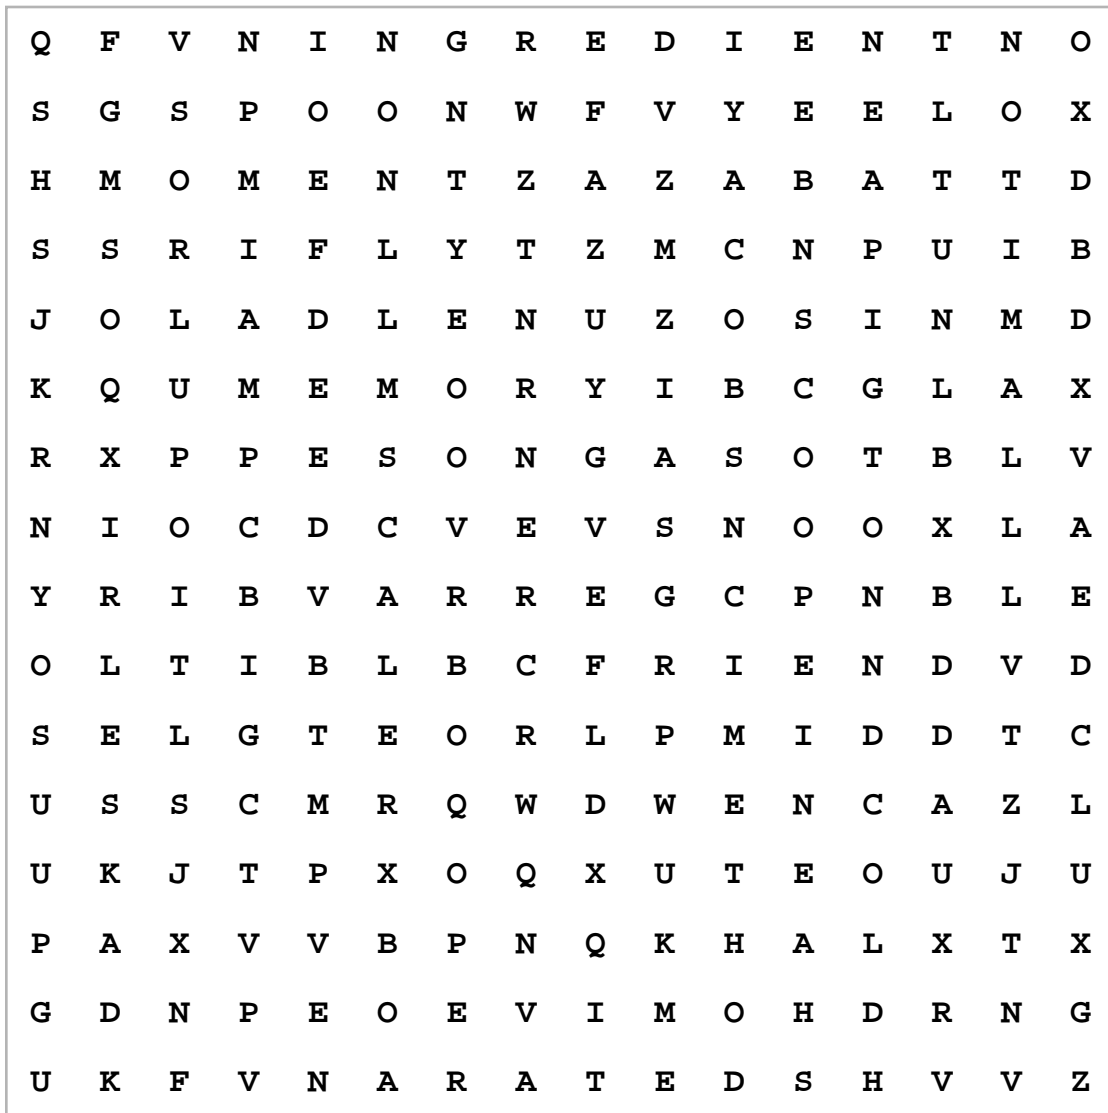 Q F V N I N G R E D I E N T N O
S G S P O O N W F V Y E E L O X
H M O M E N T Z A Z A B A T T D
S S R I F L Y T Z M C N P U I B
J O L A D L E N U Z O S I N M D
K Q U M E M O R Y I B C G L A X
R X P P E S O N G A S O T B L V
N I O C D C V E V S N O O X L A
Y R I B V A R R E G C P N B L E
O L T I B L B C F R I E N D V D
S E L G T E O R L P M I D D T C
U S S C M R Q W D W E N C A Z L
U K J T P X O Q X U T E O U J U
P A X V V B P N Q K H A L X T X
G D N P E O E V I M O H D R N G
U K F V N A R A T E D S H V V Z